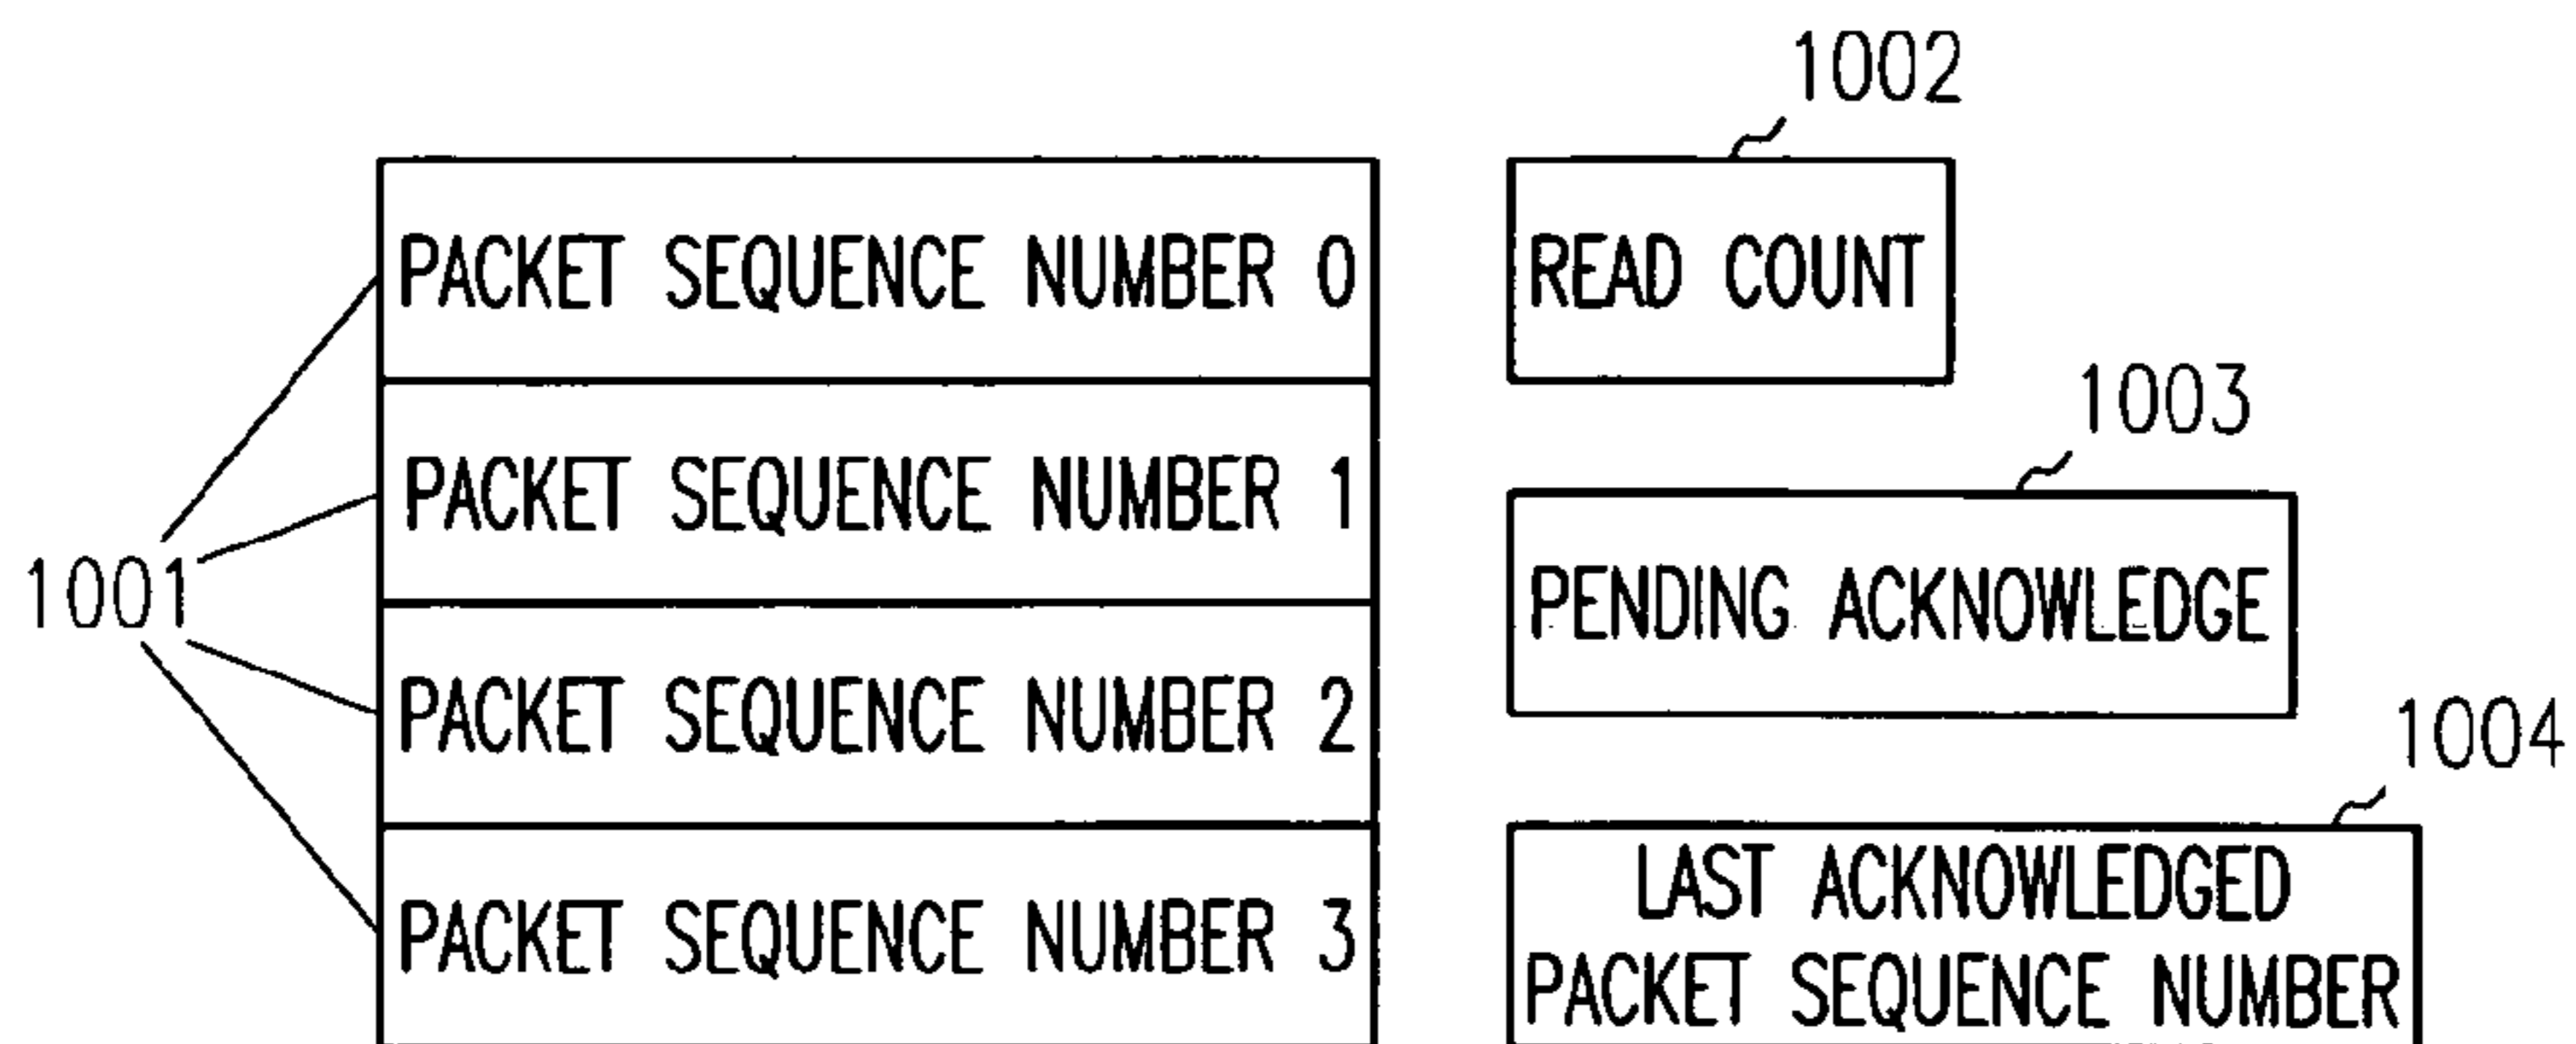 1002
PACKET SEQUENCE NUMBER 0
READ COUNT
1003
PACKET SEQUENCE NUMBER 1
1001
PENDING ACKNOWLEDGE
PACKET SEQUENCE NUMBER 2
1004
PACKET SEQUENCE NUMBER 3
LAST ACKNOWLEDGED
PACKET SEQUENCE NUMBER